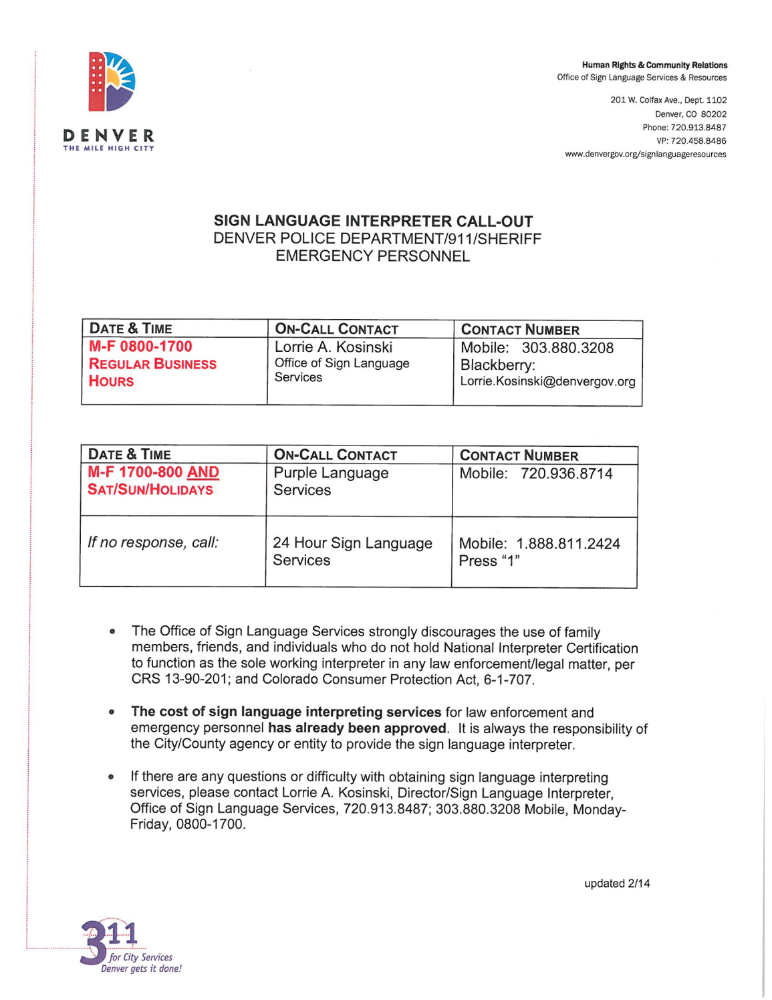 DENVER
THE MILE HIGH CITY
Human Rights & Community Relations
Office of Sign Language Services & Resources
201 W. Colfax Ave., Dept. 1102
Denver, CO 80202
Phone: 720.913.8487
VP: 720.458.8486
www.denvergov.org/signlanguageresources
SIGN LANGUAGE INTERPRETER CALL-OUT
DENVER POLICE DEPARTMENT/911/SHERIFF
EMERGENCY PERSONNEL
DATE & TIME ON-CALL CONTACT CONTACT NUMBER
M-F 0800-1700 Lorrie A. Kosinski Mobile: 303.880.3208
REGULAR BUSINESS Office of Sign Language Blackberry:
HOURS Services Lorrie.Kosinski@denvergov.org
DATE & TIME ON-CALL CONTACT CONTACT NUMBER
M-F 1700-800 AND Purple Language Mobile: 720.936.8714
SAT/SUN/HOLIDAYS Services
If no response, call: 24 Hour Sign Language Mobile: 1.888.811.2424
Services Press "1"
• The Office of Sign Language Services strongly discourages the use of family
members, friends, and individuals who do not hold National Interpreter Certification
to function as the sole working interpreter in any law enforcement/legal matter, per
CRS 13-90-201; and Colorado Consumer Protection Act, 6-1-707.
• The cost of sign language interpreting services for law enforcement and
emergency personnel has already been approved. It is always the responsibility of
the City/County agency or entity to provide the sign language interpreter.
• If there are any questions or difficulty with obtaining sign language interpreting
services, please contact Lorrie A. Kosinski, Director/Sign Language Interpreter,
Office of Sign Language Services, 720.913.8487; 303.880.3208 Mobile, Monday-
Friday, 0800-1700.
updated 2/14
311
for City Services
Denver gets it done!